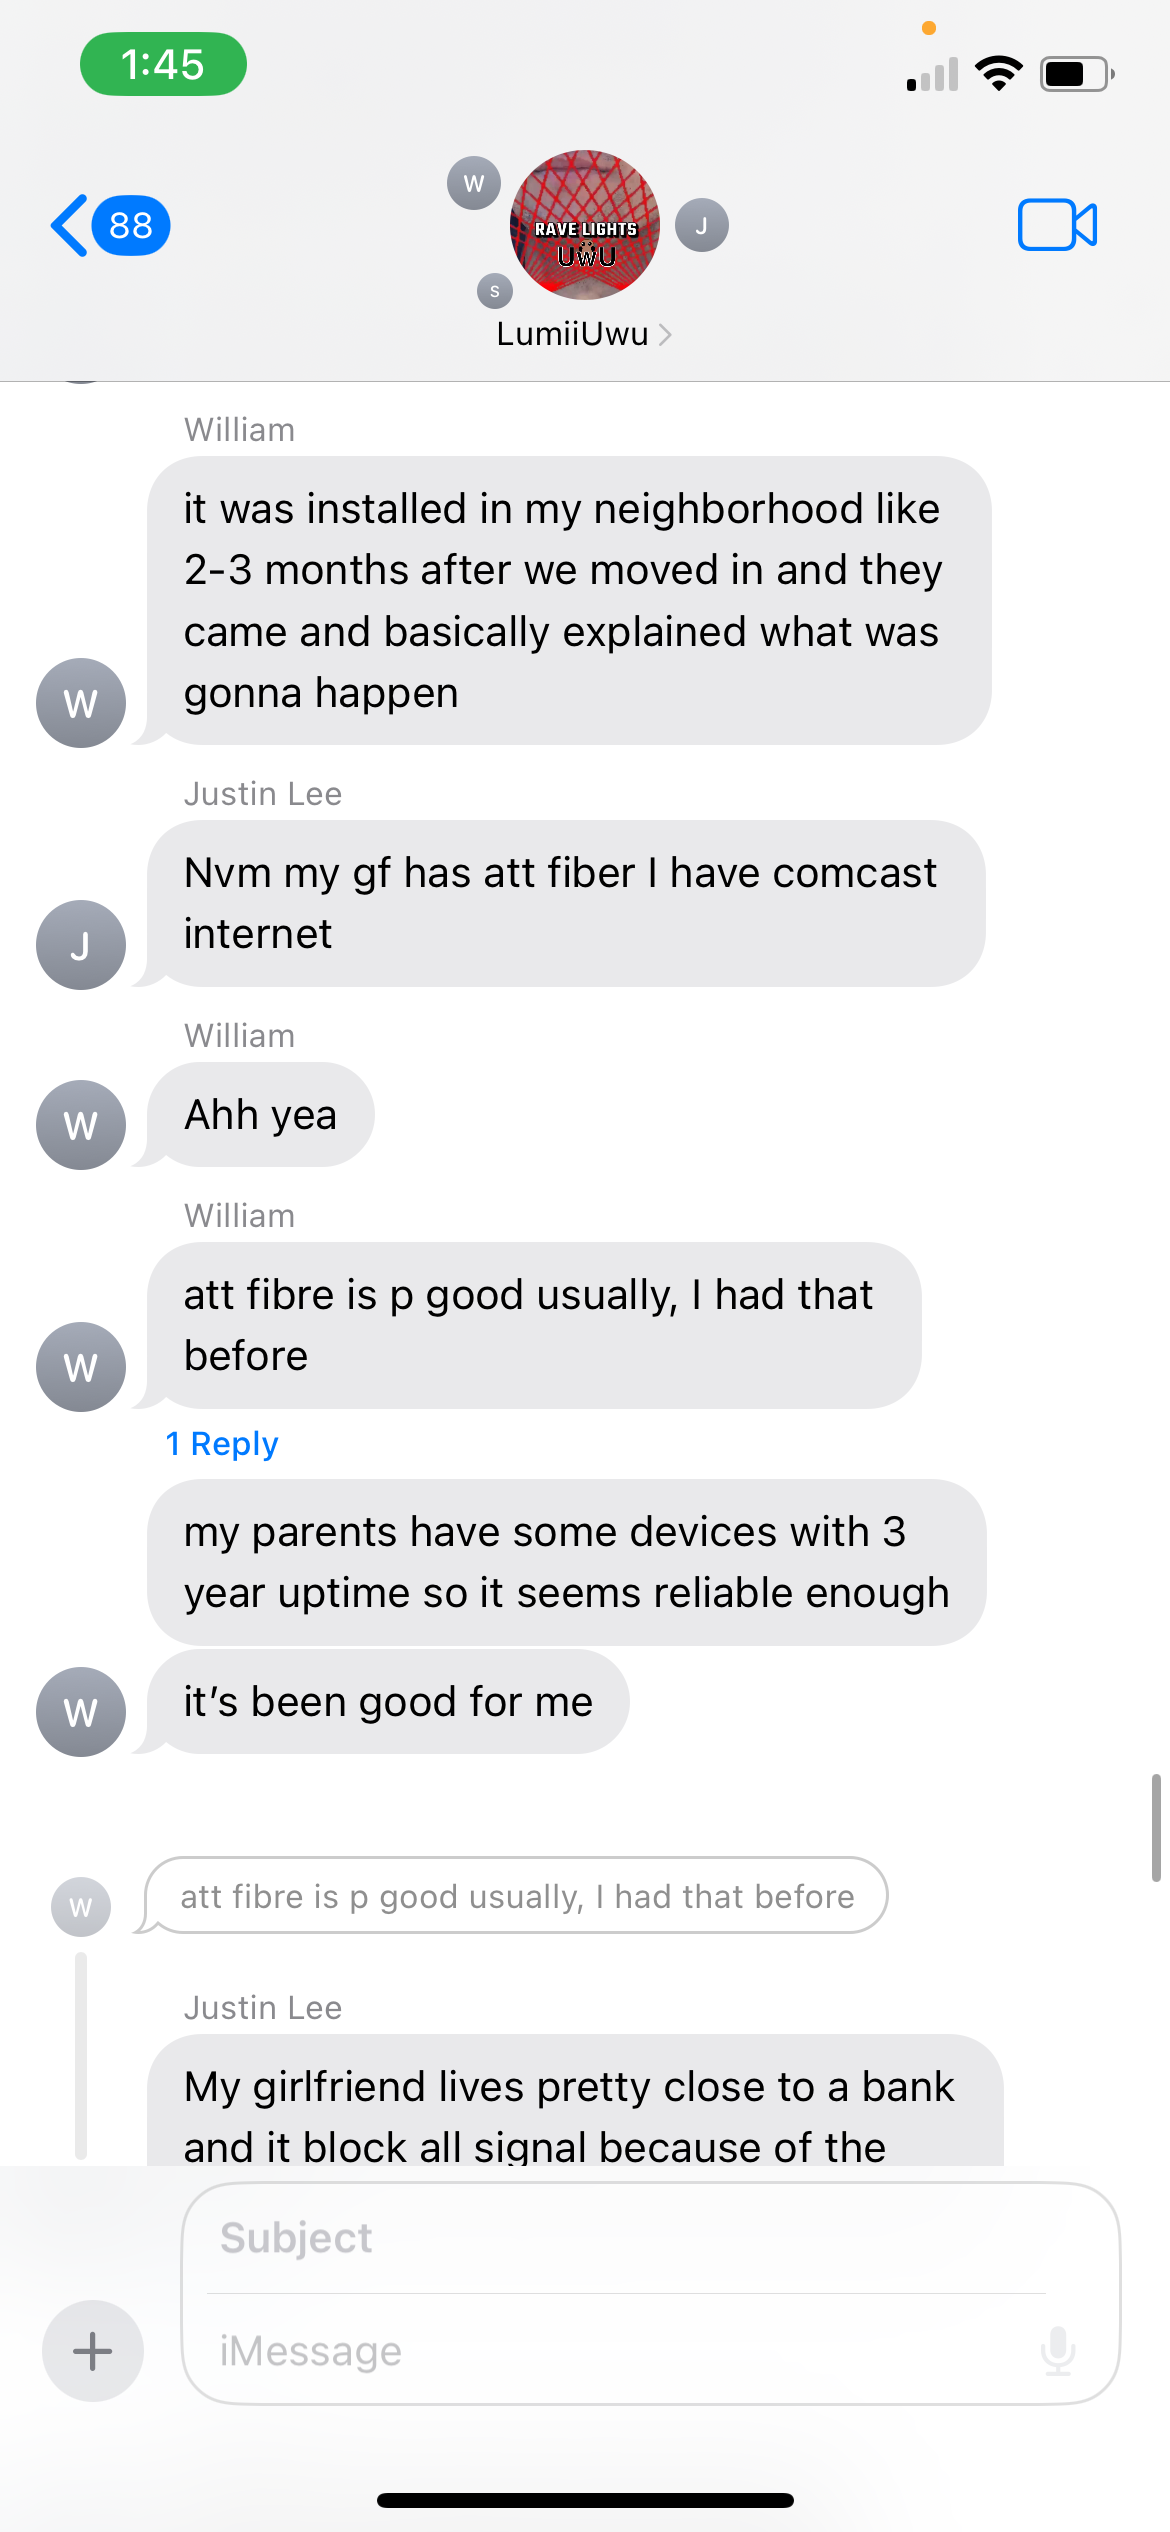 1:45
88
W
J
S
RAVE LIGHTS
UWU
LumiiUwu
William
it was installed in my neighborhood like
2-3 months after we moved in and they
came and basically explained what was
gonna happen
W
Justin Lee
Nvm my gf has att fiber I have comcast
internet
J
William
Ahh yea
W
William
att fibre is p good usually, I had that
before
W
1 Reply
my parents have some devices with 3
year uptime so it seems reliable enough
it’s been good for me
W
W
att fibre is p good usually, I had that before
Justin Lee
My girlfriend lives pretty close to a bank
and it block all signal because of the
Subject
iMessage